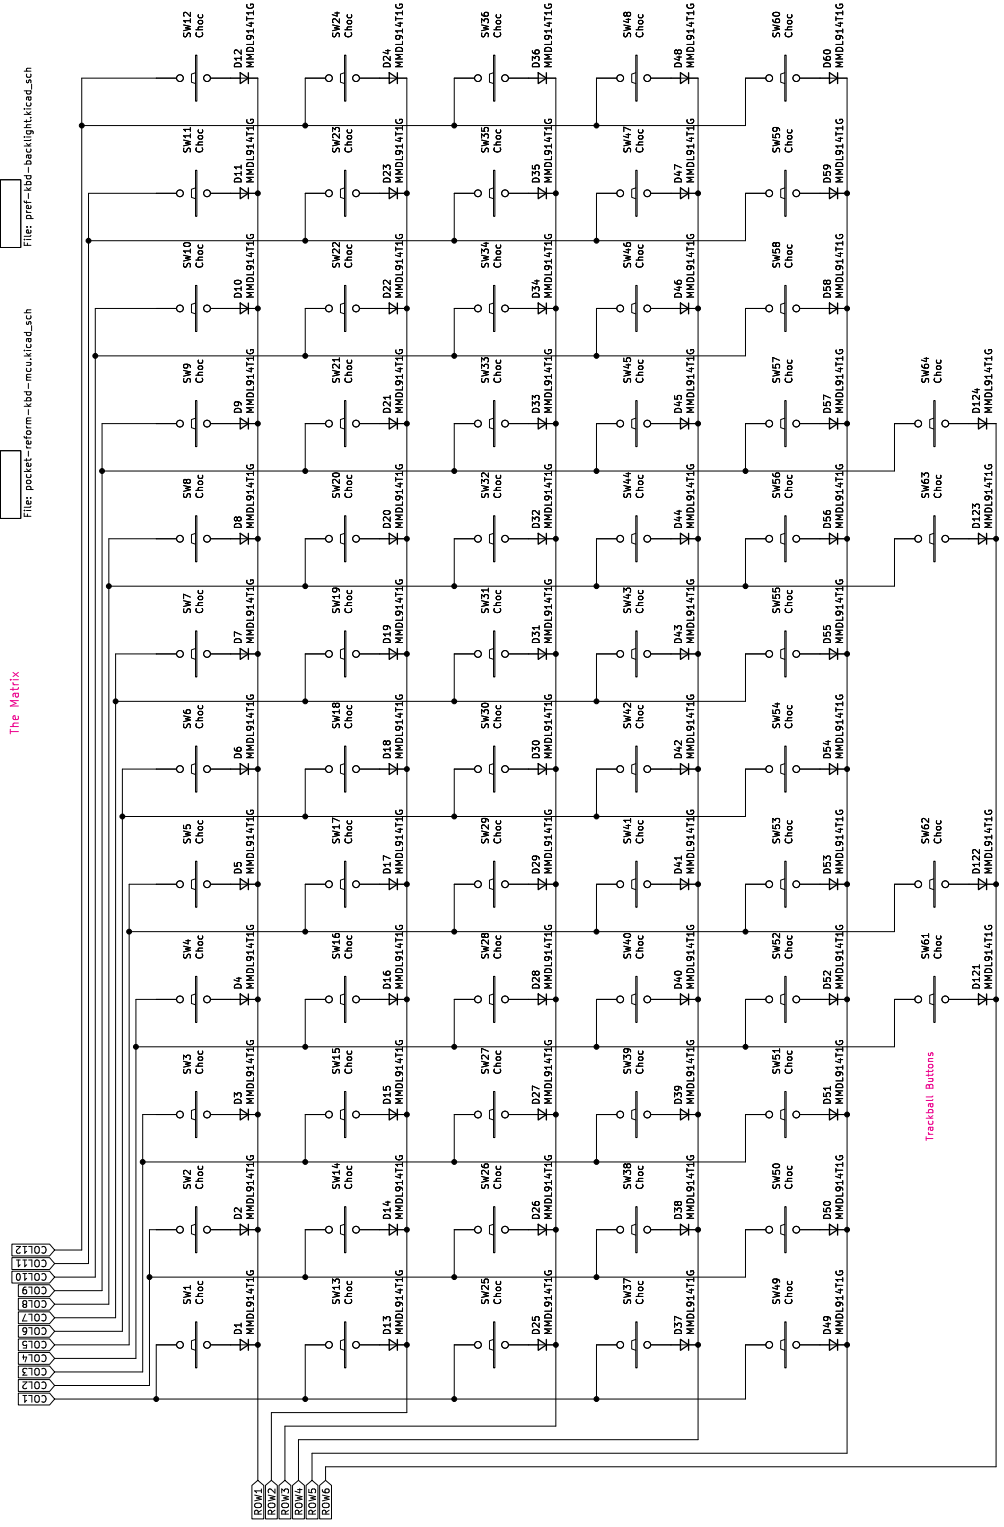 The Matrix
File: pocket-reform-kbd-mcu.kicad_sch
File: pref-kbd-backlight.kicad_sch
COL1
COL2
COL3
COL4
COL5
COL6
COL7
COL8
COL9
COL10
COL11
COL12
SW1
Choc
SW2
Choc
SW3
Choc
SW4
Choc
SW5
Choc
SW6
Choc
SW7
Choc
SW8
Choc
SW9
Choc
SW10
Choc
SW11
Choc
SW12
Choc
D1
MMDL914T1G
D2
MMDL914T1G
D3
MMDL914T1G
D4
MMDL914T1G
D5
MMDL914T1G
D6
MMDL914T1G
D7
MMDL914T1G
D8
MMDL914T1G
D9
MMDL914T1G
D10
MMDL914T1G
D11
MMDL914T1G
D12
MMDL914T1G
SW13
Choc
SW14
Choc
SW15
Choc
SW16
Choc
SW17
Choc
SW18
Choc
SW19
Choc
SW20
Choc
SW21
Choc
SW22
Choc
SW23
Choc
SW24
Choc
D13
MMDL914T1G
D14
MMDL914T1G
D15
MMDL914T1G
D16
MMDL914T1G
D17
MMDL914T1G
D18
MMDL914T1G
D19
MMDL914T1G
D20
MMDL914T1G
D21
MMDL914T1G
D22
MMDL914T1G
D23
MMDL914T1G
D24
MMDL914T1G
SW25
Choc
SW26
Choc
SW27
Choc
SW28
Choc
SW29
Choc
SW30
Choc
SW31
Choc
SW32
Choc
SW33
Choc
SW34
Choc
SW35
Choc
SW36
Choc
D25
MMDL914T1G
D26
MMDL914T1G
D27
MMDL914T1G
D28
MMDL914T1G
D29
MMDL914T1G
D30
MMDL914T1G
D31
MMDL914T1G
D32
MMDL914T1G
D33
MMDL914T1G
D34
MMDL914T1G
D35
MMDL914T1G
D36
MMDL914T1G
SW37
Choc
SW38
Choc
SW39
Choc
SW40
Choc
SW41
Choc
SW42
Choc
SW43
Choc
SW44
Choc
SW45
Choc
SW46
Choc
SW47
Choc
SW48
Choc
D37
MMDL914T1G
D38
MMDL914T1G
D39
MMDL914T1G
D40
MMDL914T1G
D41
MMDL914T1G
D42
MMDL914T1G
D43
MMDL914T1G
D44
MMDL914T1G
D45
MMDL914T1G
D46
MMDL914T1G
D47
MMDL914T1G
D48
MMDL914T1G
SW49
Choc
SW50
Choc
SW51
Choc
SW52
Choc
SW53
Choc
SW54
Choc
SW55
Choc
SW56
Choc
SW57
Choc
SW58
Choc
SW59
Choc
SW60
Choc
D49
MMDL914T1G
D50
MMDL914T1G
D51
MMDL914T1G
D52
MMDL914T1G
D53
MMDL914T1G
D54
MMDL914T1G
D55
MMDL914T1G
D56
MMDL914T1G
D57
MMDL914T1G
D58
MMDL914T1G
D59
MMDL914T1G
D60
MMDL914T1G
Trackball Buttons
SW61
Choc
SW62
Choc
SW63
Choc
SW64
Choc
D121
MMDL914T1G
D122
MMDL914T1G
D123
MMDL914T1G
D124
MMDL914T1G
ROW1
ROW2
ROW3
ROW4
ROW5
ROW6